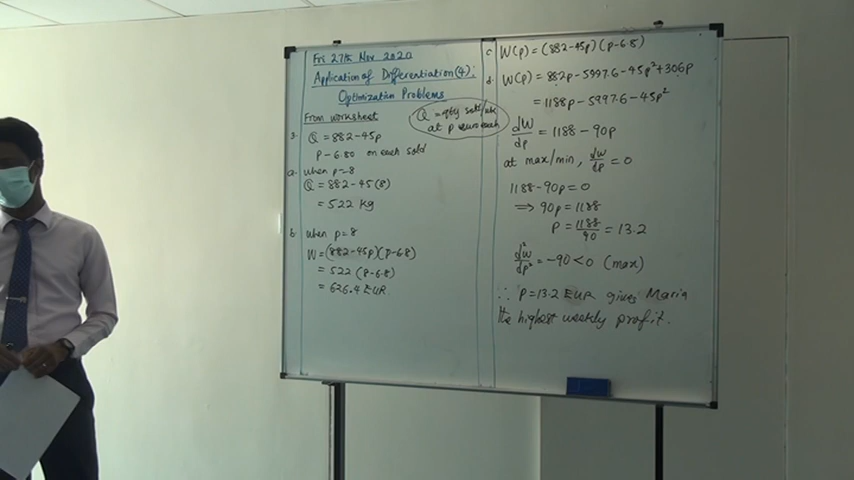 Fri 27th Nov 2020
Application of Differentiation (4):
Optimization Problems
From worksheet
Q = qty sold/wk
at p euros each
3. Q = 882-45p
P-6.80 on each sold
a. when p=8
Q = 882-45(8)
= 522 kg
b. when p=8
W = (882-45p)(p-6.8)
= 522 (p-6.8)
= 626.4 EUR.
c. W(p) = (882-45p)(p-6.8)
d. W(p) = 882p-5997.6-45p²+306p
= 1188p-5997.6-45p²
dW/dp = 1188-90p
at max/min, dW/dp = 0
1188-90p=0
⇒ 90p=1188
P = 1188/90 = 13.2
d²W/dp² = -90<0 (max)
∴ P=13.2 EUR gives Maria
the highest weekly profit.